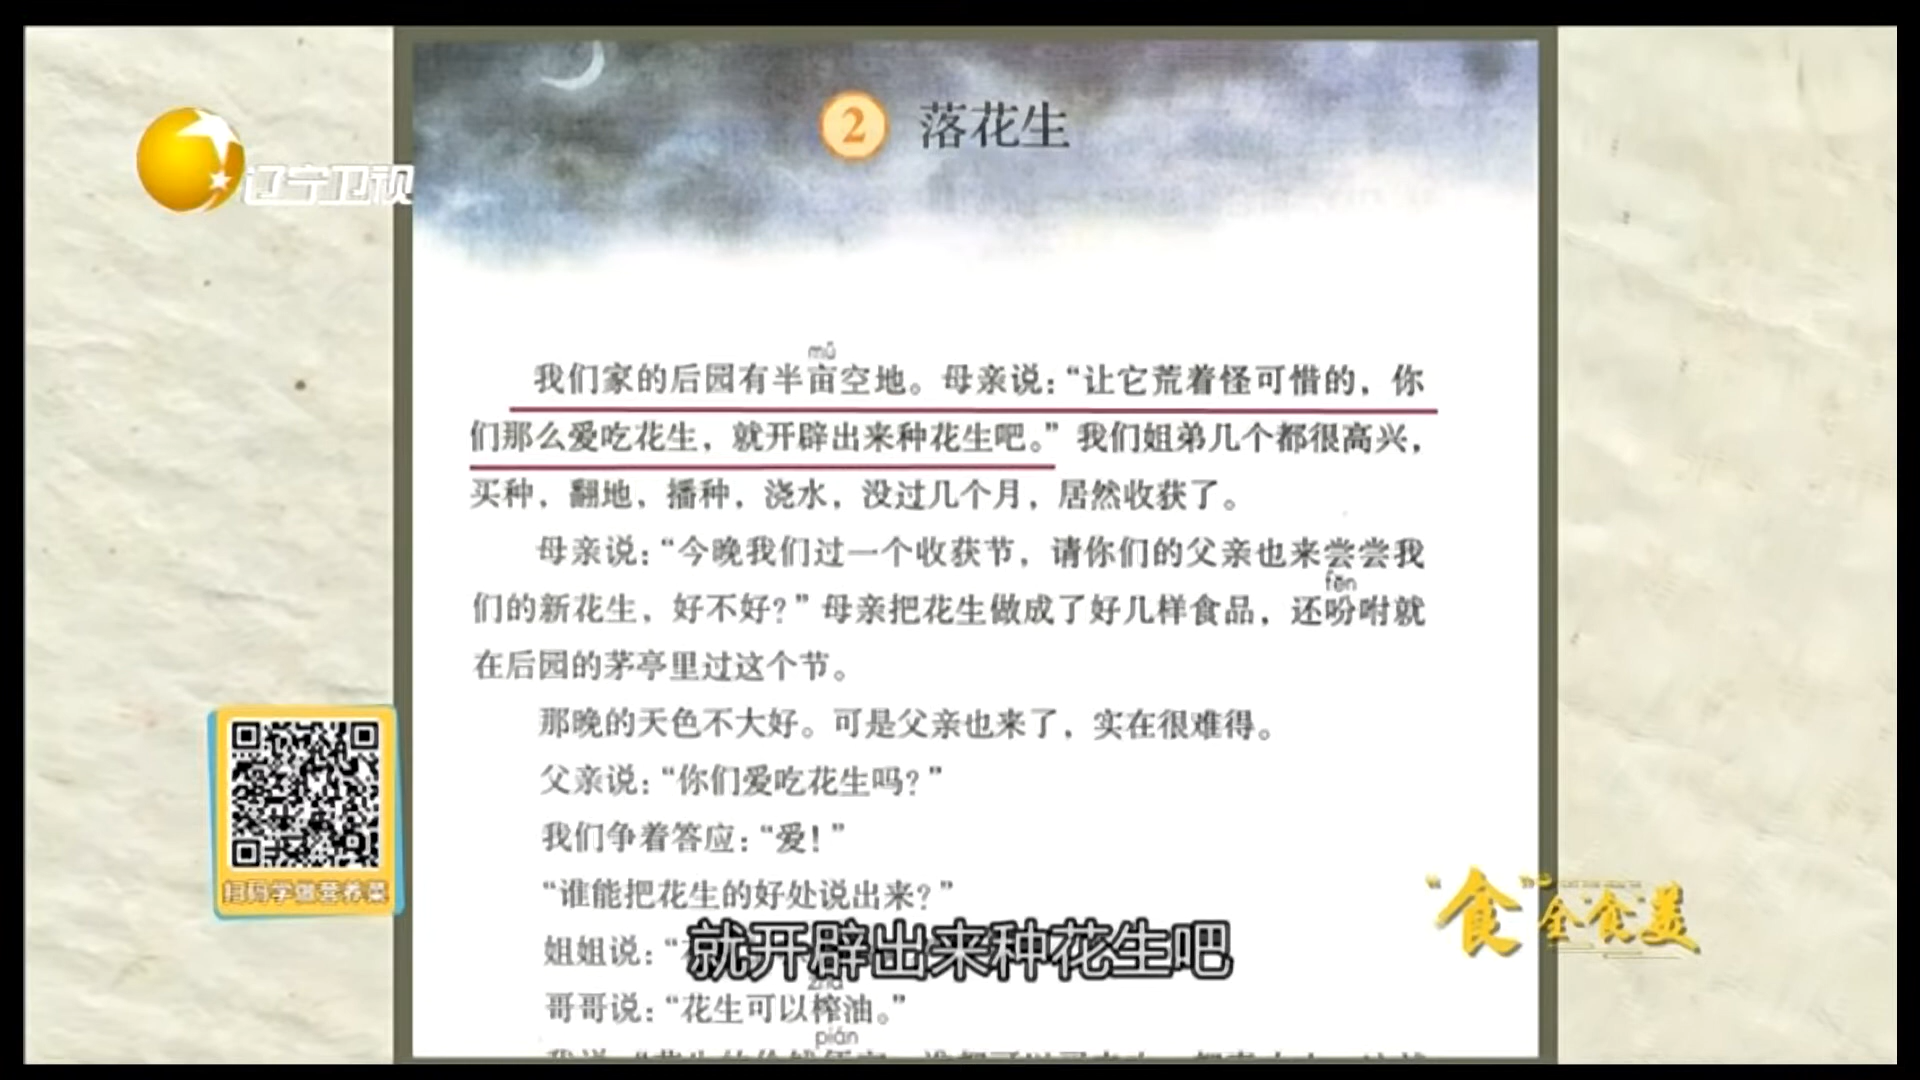 2 落花生
辽宁卫视
mǔ
我们家的后园有半亩空地。母亲说：“让它荒着怪可惜的，你
们那么爱吃花生，就开辟出来种花生吧。”我们姐弟几个都很高兴，
买种，翻地，播种，浇水，没过几个月，居然收获了。
母亲说：“今晚我们过一个收获节，请你们的父亲也来尝尝我
fēn
们的新花生，好不好？”母亲把花生做成了好几样食品，还吩咐就
在后园的茅亭里过这个节。
那晚的天色不大好。可是父亲也来了，实在很难得。
父亲说：“你们爱吃花生吗？”
我们争着答应：“爱！”
“谁能把花生的好处说出来？”
姐姐说：“
就开辟出来种花生吧
zhà
哥哥说：“花生可以榨油。”
pián
扫码学做营养菜
“食”全食美